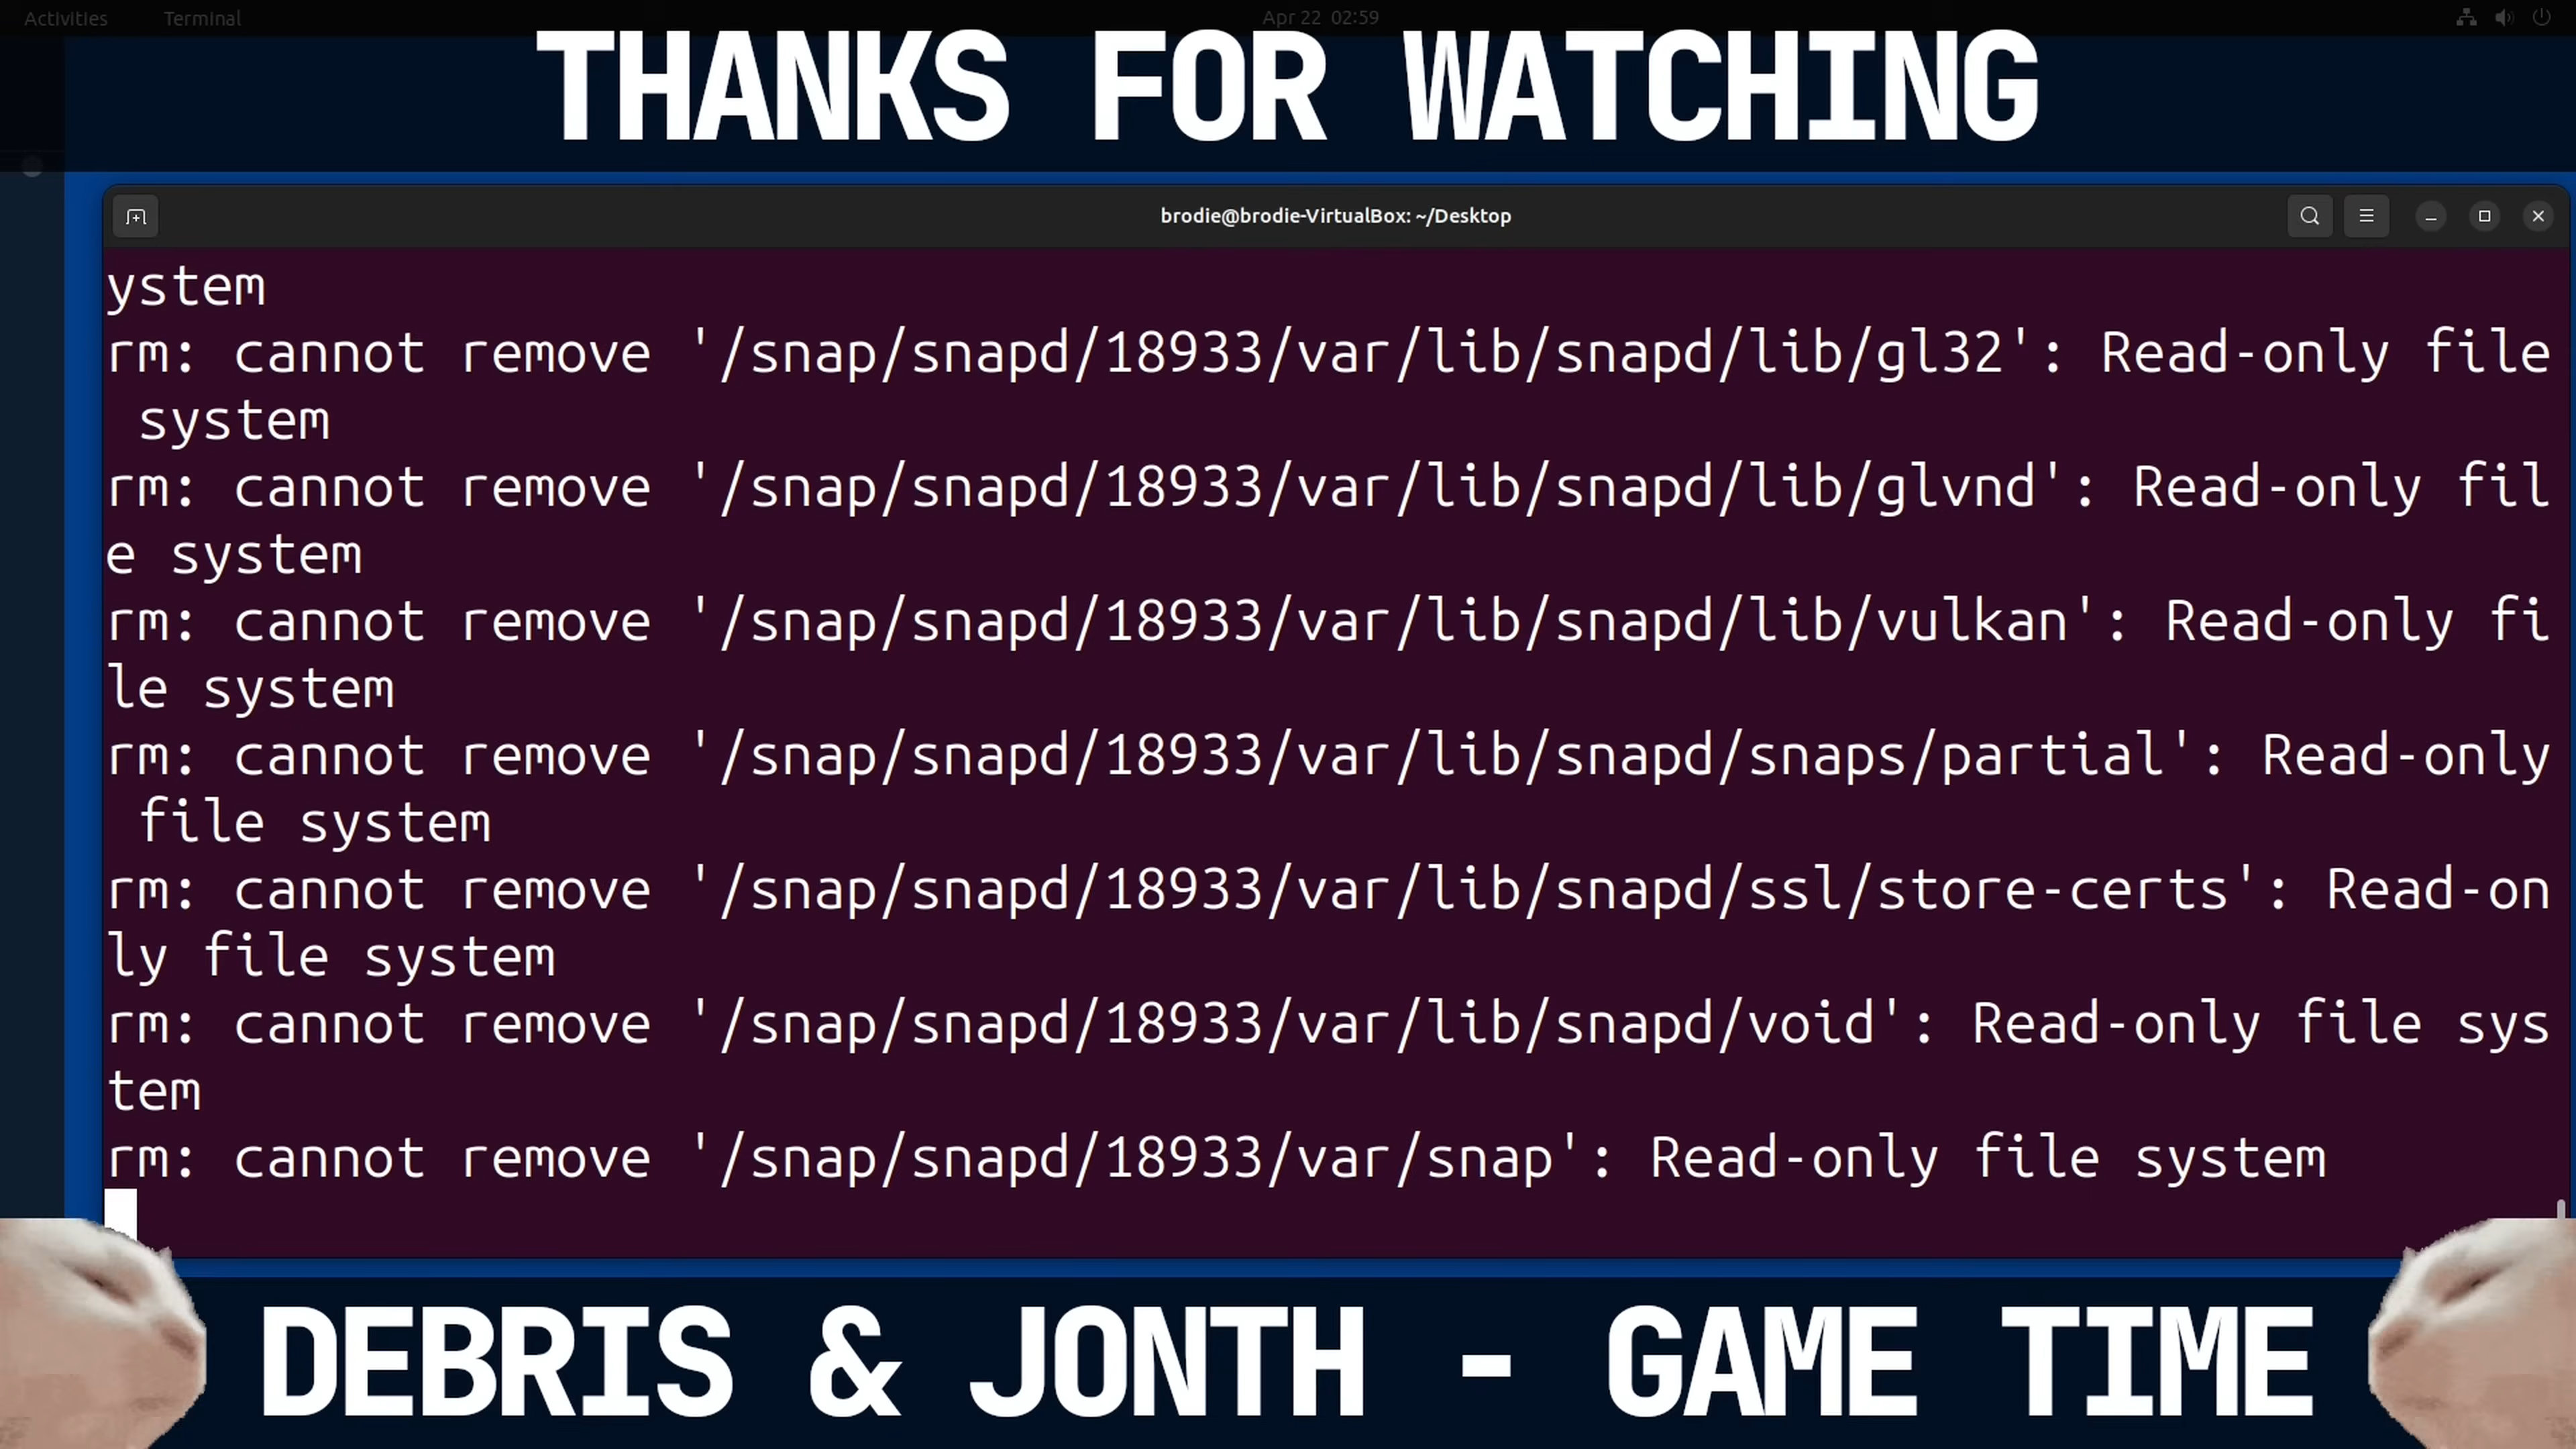 Activities Terminal Apr 22 02:59
THANKS FOR WATCHING
brodie@brodie-VirtualBox: ~/Desktop
ystem
rm: cannot remove '/snap/snapd/18933/var/lib/snapd/lib/gl32': Read-only file
 system
rm: cannot remove '/snap/snapd/18933/var/lib/snapd/lib/glvnd': Read-only fil
e system
rm: cannot remove '/snap/snapd/18933/var/lib/snapd/lib/vulkan': Read-only fi
le system
rm: cannot remove '/snap/snapd/18933/var/lib/snapd/snaps/partial': Read-only
 file system
rm: cannot remove '/snap/snapd/18933/var/lib/snapd/ssl/store-certs': Read-on
ly file system
rm: cannot remove '/snap/snapd/18933/var/lib/snapd/void': Read-only file sys
tem
rm: cannot remove '/snap/snapd/18933/var/snap': Read-only file system
DEBRIS & JONTH - GAME TIME